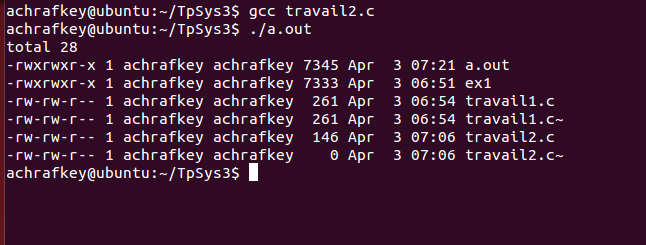 achrafkey@ubuntu:~/TpSys3$ gcc travail2.c
achrafkey@ubuntu:~/TpSys3$ ./a.out
total 28
-rwxrwxr-x 1 achrafkey achrafkey 7345 Apr  3 07:21 a.out
-rwxrwxr-x 1 achrafkey achrafkey 7333 Apr  3 06:51 ex1
-rw-rw-r-- 1 achrafkey achrafkey  261 Apr  3 06:54 travail1.c
-rw-rw-r-- 1 achrafkey achrafkey  261 Apr  3 06:54 travail1.c~
-rw-rw-r-- 1 achrafkey achrafkey  146 Apr  3 07:06 travail2.c
-rw-rw-r-- 1 achrafkey achrafkey    0 Apr  3 07:06 travail2.c~
achrafkey@ubuntu:~/TpSys3$